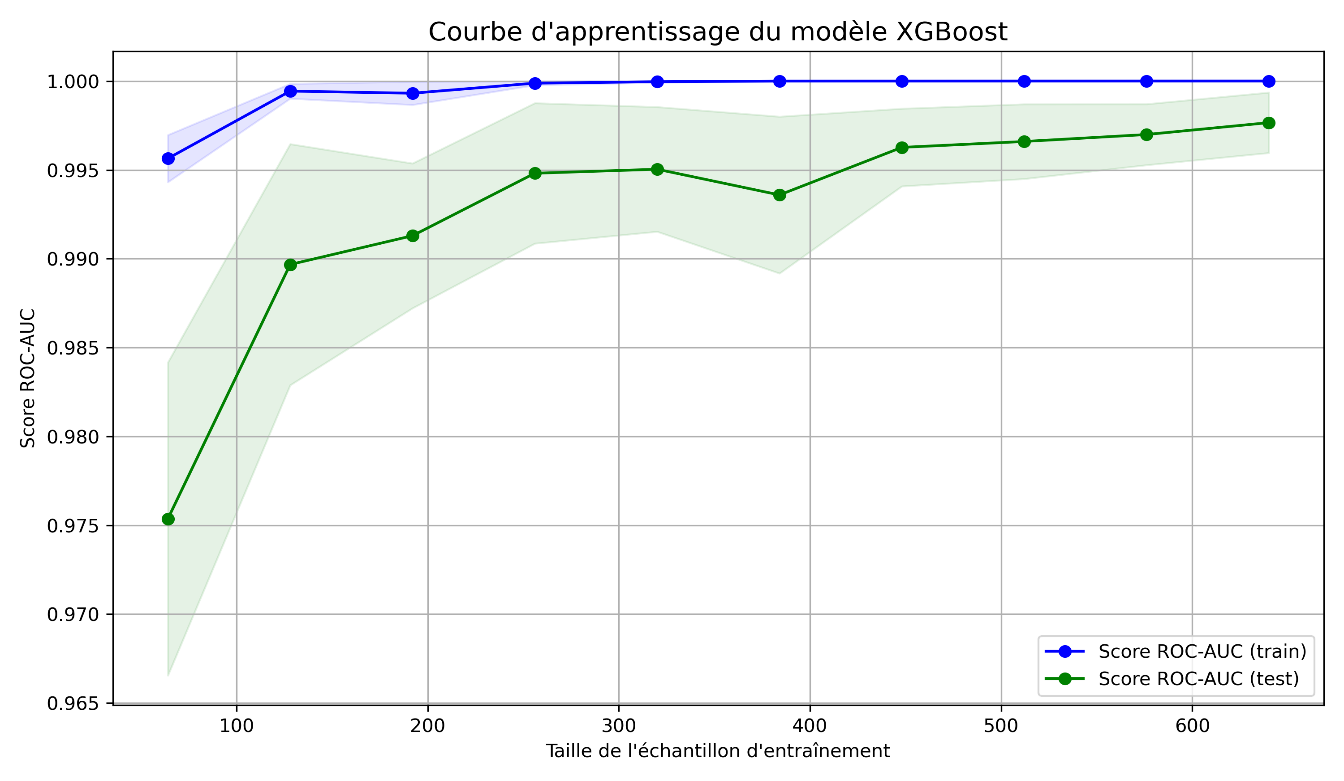 Courbe d'apprentissage du modèle XGBoost
1.000
0.995
0.990
0.985
0.980
0.975
0.970
0.965
Score ROC-AUC
Score ROC-AUC (train)
Score ROC-AUC (test)
100
200
300
400
500
600
Taille de l'échantillon d'entraînement